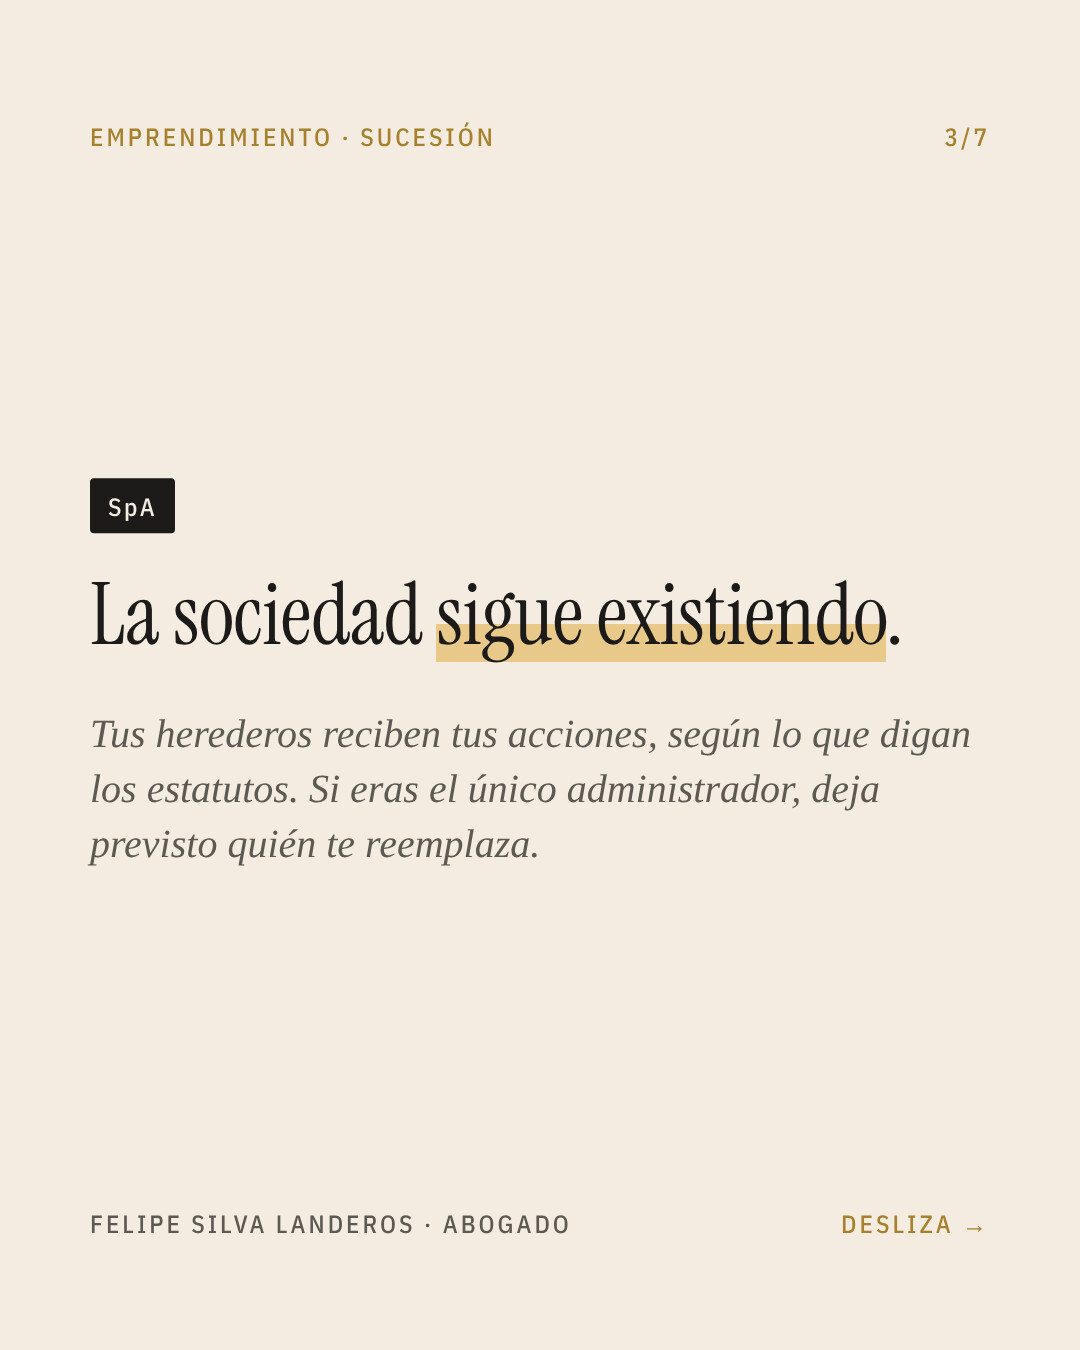 EMPRENDIMIENTO · SUCESIÓN
3/7
SpA
La sociedad sigue existiendo.
Tus herederos reciben tus acciones, según lo que digan
los estatutos. Si eras el único administrador, deja
previsto quién te reemplaza.
FELIPE SILVA LANDEROS · ABOGADO
DESLIZA →